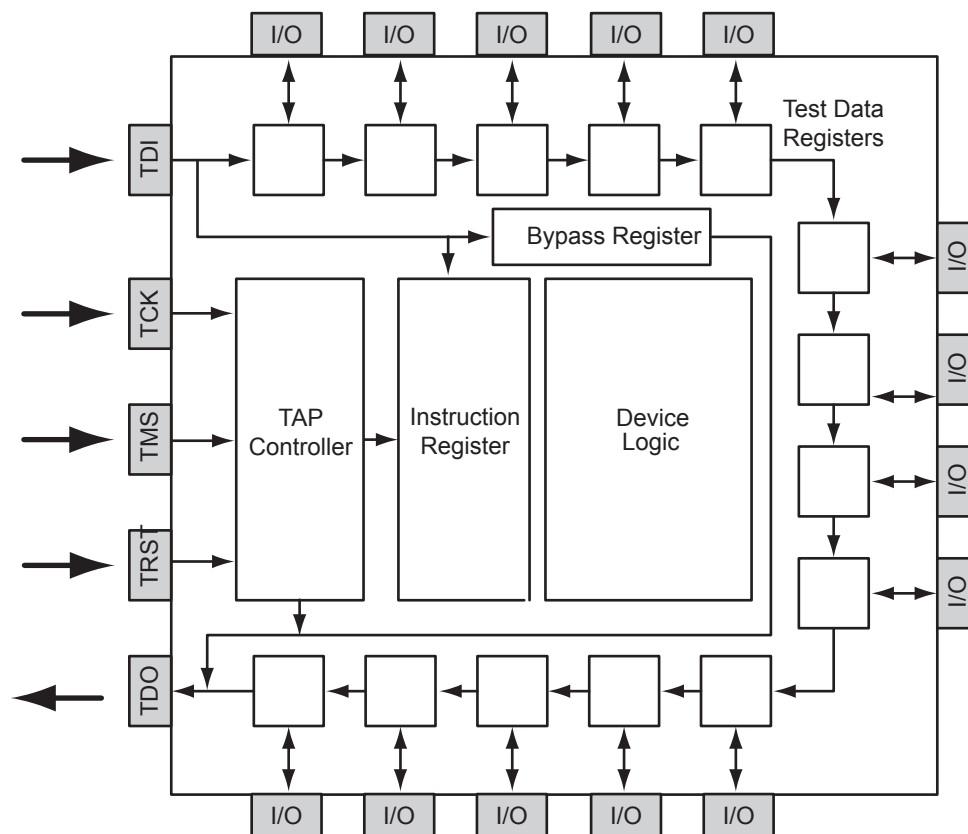 I/O
I/O
I/O
I/O
I/O
Test Data
Registers
TDI
Bypass Register
I/O
TCK
TAP
Controller
Instruction
Register
Device
Logic
I/O
TMS
I/O
TRST
I/O
TDO
I/O
I/O
I/O
I/O
I/O